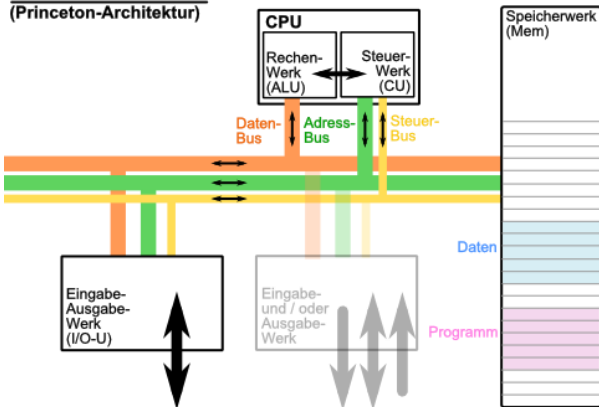 (Princeton-Architektur)
CPU
Rechen-
Werk
(ALU)
Steuer-
Werk
(CU)
Speicherwerk
(Mem)
Daten-
Bus
Adress-
Bus
Steuer-
Bus
Daten
Programm
Eingabe-
Ausgabe-
Werk
(I/O-U)
Eingabe-
und / oder
Ausgabe-
Werk